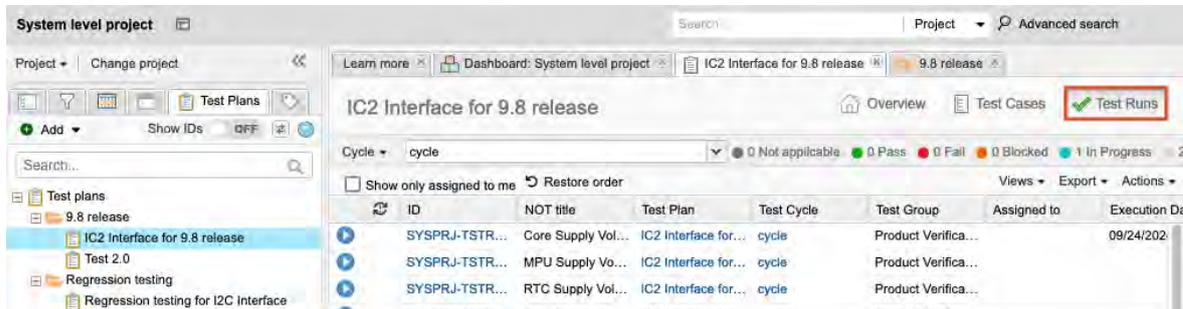 System level project
Search... Project Advanced search
Project Change project
Learn more Dashboard: System level project IC2 Interface for 9.8 release 9.8 release
Test Plans
IC2 Interface for 9.8 release Overview Test Cases Test Runs
Add Show IDs OFF
Cycle cycle 0 Not applicable 0 Pass 0 Fail 0 Blocked 1 In Progress 2
Search...
Show only assigned to me Restore order Views Export Actions
Test plans
ID NOT title Test Plan Test Cycle Test Group Assigned to Execution Da
9.8 release
IC2 Interface for 9.8 release
SYSPRJ-TSTR... Core Supply Vol... IC2 Interface for... cycle Product Verifica... 09/24/202
Test 2.0
SYSPRJ-TSTR... MPU Supply Vo... IC2 Interface for... cycle Product Verifica...
Regression testing
SYSPRJ-TSTR... RTC Supply Vol... IC2 Interface for... cycle Product Verifica...
Regression testing for I2C Interface